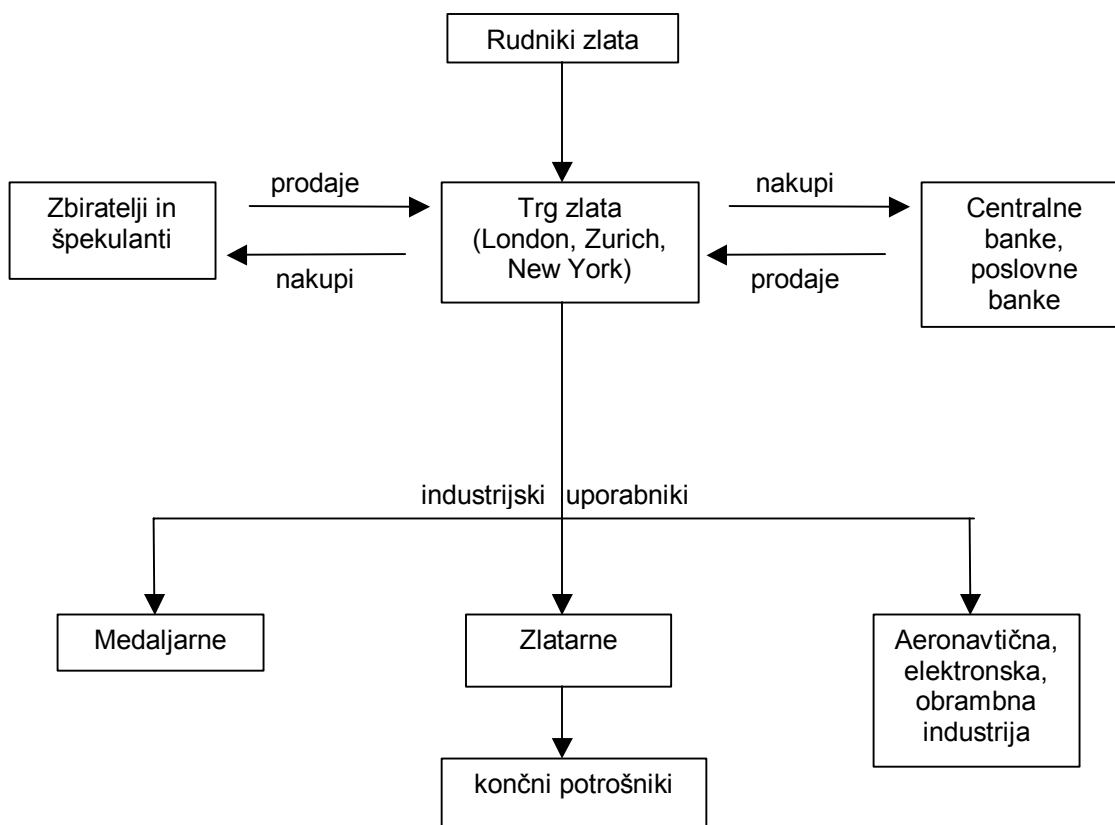 Rudniki zlata
prodaje
nakupi
Zbiratelji in
špekulanti
Trg zlata
(London, Zurich,
New York)
Centralne
banke,
poslovne
banke
nakupi
prodaje
industrijski uporabniki
Medaljarne
Zlatarne
Aeronavtična,
elektronska,
obrambna
industrija
končni potrošniki